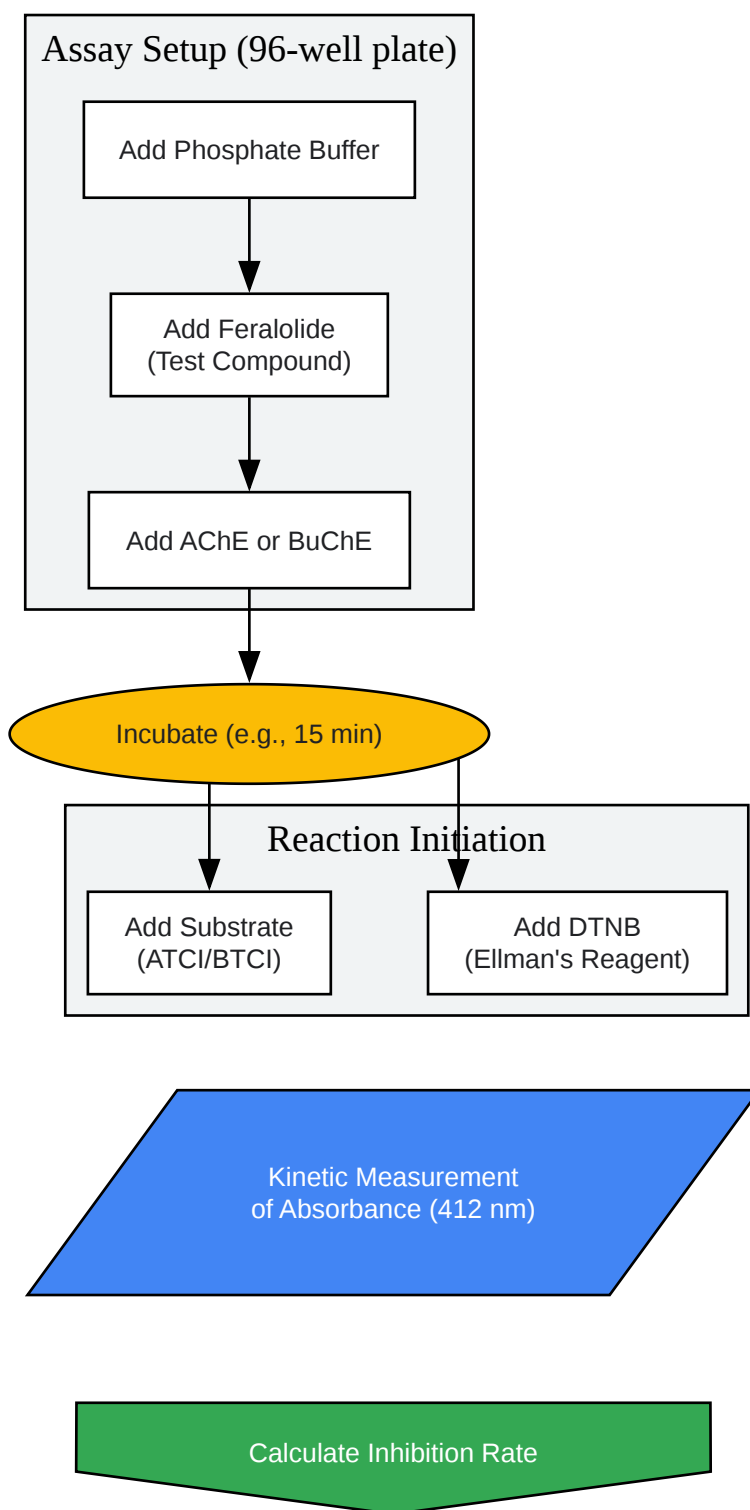 Assay Setup (96-well plate)
Add Phosphate Buffer
Add Feralolide
(Test Compound)
Add AChE or BuChE
Incubate (e.g., 15 min)
Reaction Initiation
Add Substrate
(ATCI/BTCI)
Add DTNB
(Ellman's Reagent)
Kinetic Measurement
of Absorbance (412 nm)
Calculate Inhibition Rate